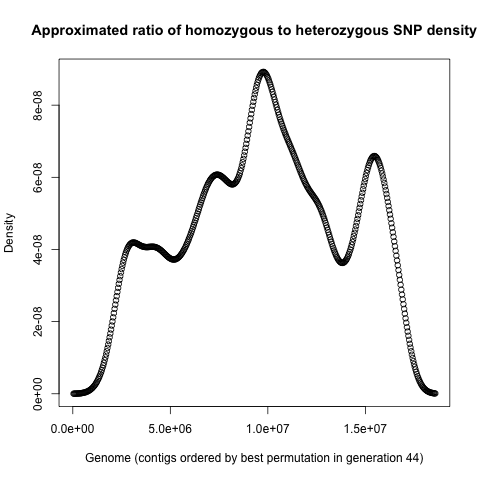 Approximated ratio of homozygous to heterozygous SNP density
Density
8e-08
6e-08
4e-08
2e-08
0e+00
0.0e+00 5.0e+06 1.0e+07 1.5e+07
Genome (contigs ordered by best permutation in generation 44)